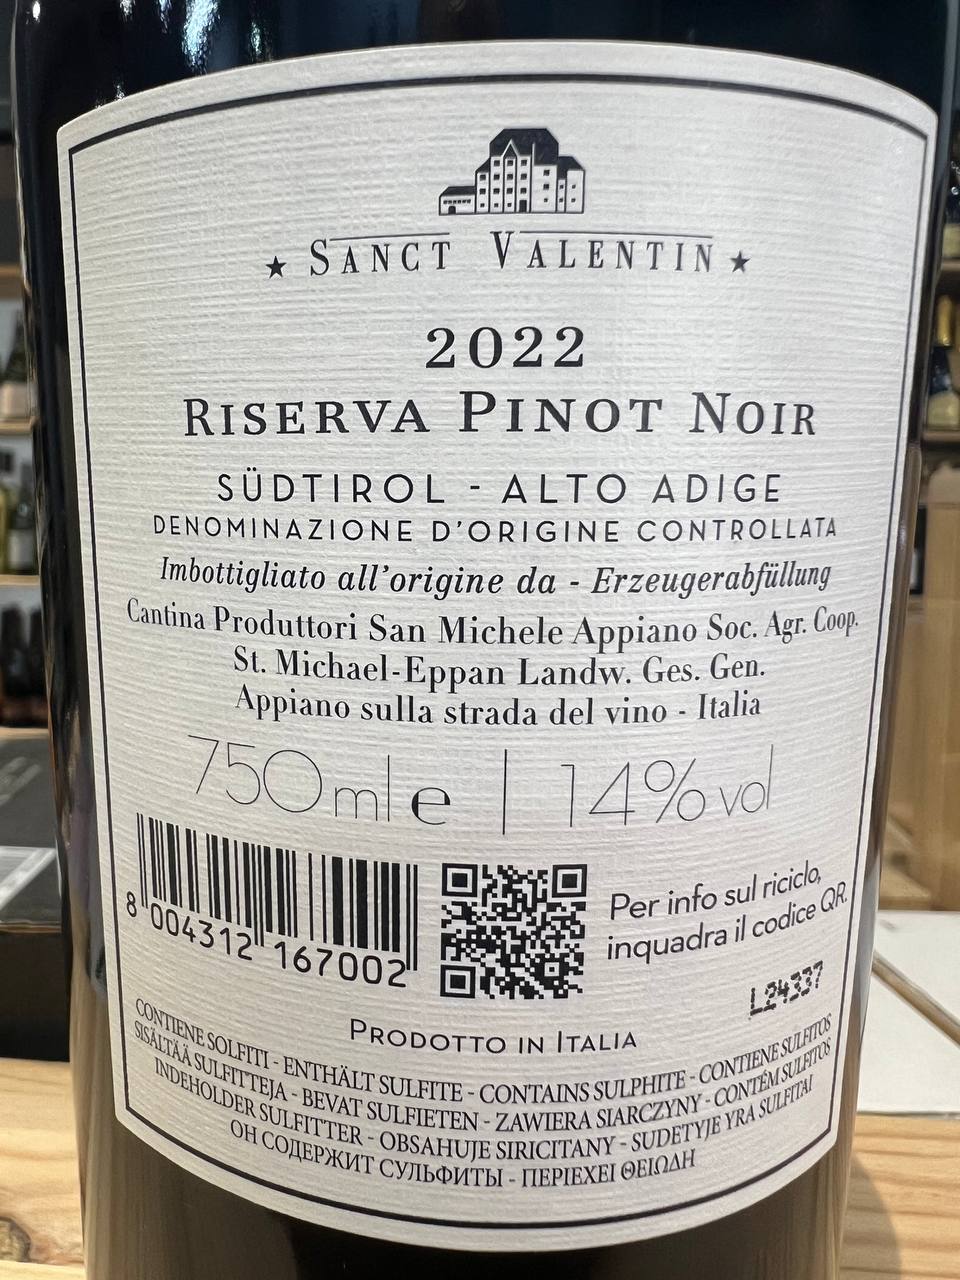 ★ SANCT VALENTIN ★
2022
RISERVA PINOT NOIR
SÜDTIROL - ALTO ADIGE
DENOMINAZIONE D'ORIGINE CONTROLLATA
Imbottigliato all'origine da - Erzeugerabfüllung
Cantina Produttori San Michele Appiano Soc. Agr. Coop.
St. Michael-Eppan Landw. Ges. Gen.
Appiano sulla strada del vino - Italia
750 ml e | 14% vol
8 004312 167002
Per info sul riciclo,
inquadra il codice QR.
L24337
PRODOTTO IN ITALIA
CONTIENE SOLFITI - ENTHÄLT SULFITE - CONTAINS SULPHITE - CONTIENE SULFITOS
SISÄLTÄÄ SULFITTEJA - BEVAT SULFIETEN - ZAWIERA SIARCZYNY - CONTÉM SULFITOS
INDEHOLDER SULFITTER - OBSAHUJE SIRICITANY - SUDETYJE YRA SULFITAI
ОН СОДЕРЖИТ СУЛЬФИТЫ - ΠΕΡΙΕΧΕΙ ΘΕΙΩΔΗ